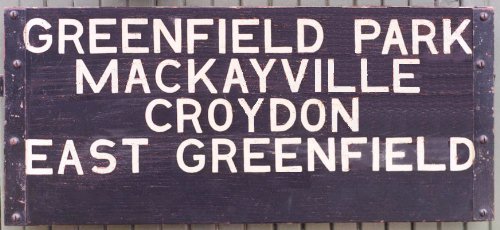 GREENFIELD PARK
MACKAYVILLE
CROYDON
EAST GREENFIELD